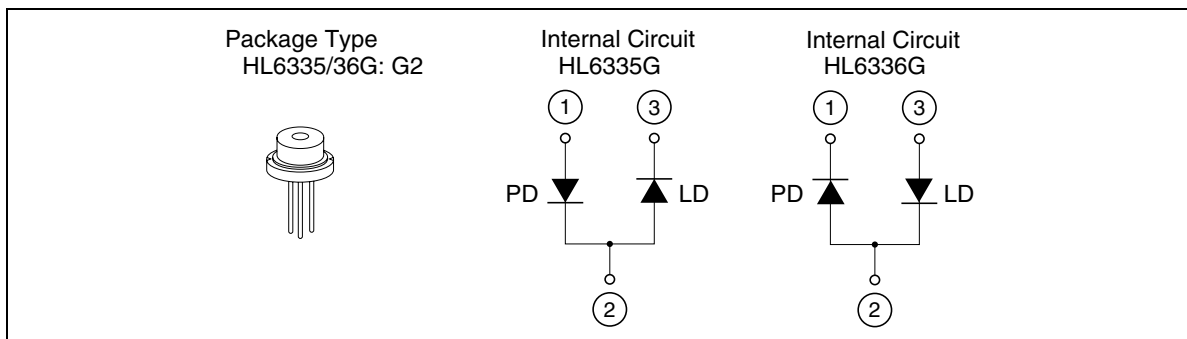 Package Type
HL6335/36G: G2
Internal Circuit
HL6335G
1
3
PD
LD
2
Internal Circuit
HL6336G
1
3
PD
LD
2